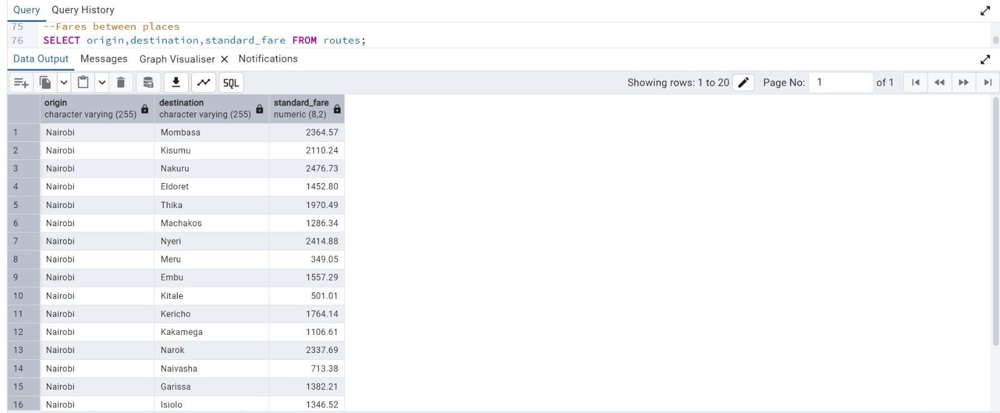 Query Query History
75 --Fares between places
76 SELECT origin,destination,standard_fare FROM routes;
Data Output Messages Graph Visualiser × Notifications
SQL Showing rows: 1 to 20 Page No: 1 of 1
origin destination standard_fare
character varying (255) character varying (255) numeric (8,2)
1 Nairobi Mombasa 2364.57
2 Nairobi Kisumu 2110.24
3 Nairobi Nakuru 2476.73
4 Nairobi Eldoret 1452.80
5 Nairobi Thika 1970.49
6 Nairobi Machakos 1286.34
7 Nairobi Nyeri 2414.88
8 Nairobi Meru 349.05
9 Nairobi Embu 1557.29
10 Nairobi Kitale 501.01
11 Nairobi Kericho 1764.14
12 Nairobi Kakamega 1106.61
13 Nairobi Narok 2337.69
14 Nairobi Naivasha 713.38
15 Nairobi Garissa 1382.21
16 Nairobi Isiolo 1346.52